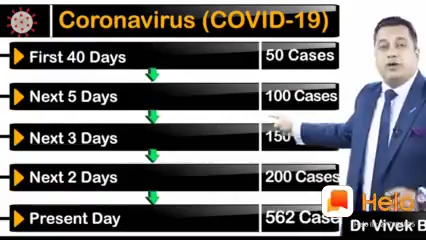 Coronavirus (COVID-19)
First 40 Days 50 Cases
Next 5 Days 100 Cases
Next 3 Days 150
Next 2 Days 200 Cases
Present Day 562 Case
Helo
Dr Vivek B